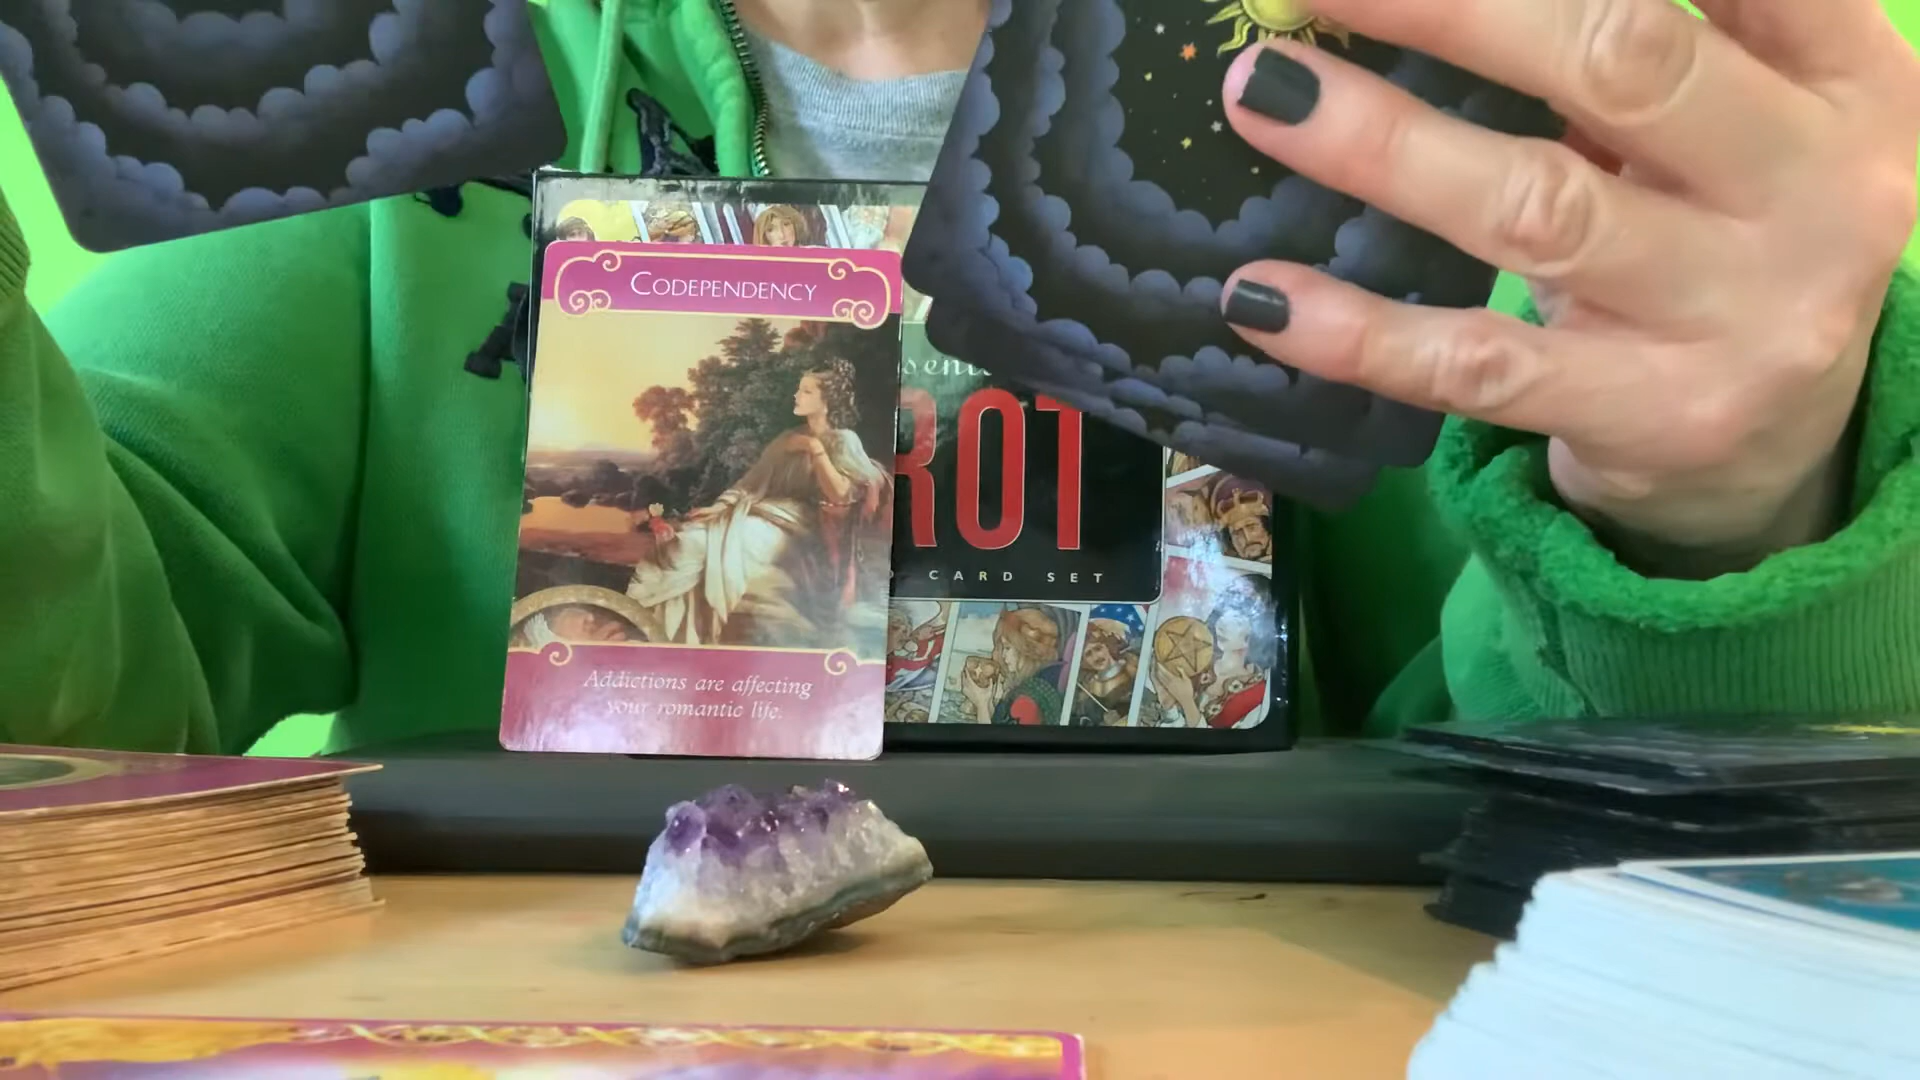 CODEPENDENCY
ROT
CARD SET
Addictions are affecting
your romantic life.